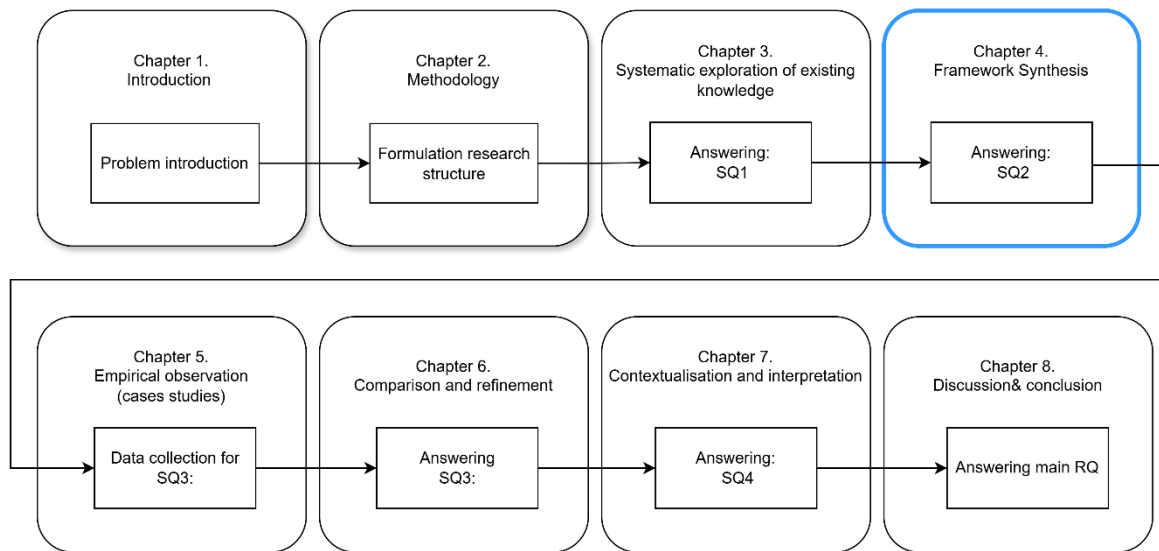 Chapter 1.
Introduction
Problem introduction
Chapter 2.
Methodology
Formulation research
structure
Chapter 3.
Systematic exploration of existing
knowledge
Answering:
SQ1
Chapter 4.
Framework Synthesis
Answering:
SQ2
Chapter 5.
Empirical observation
(cases studies)
Data collection for
SQ3:
Chapter 6.
Comparison and refinement
Answering
SQ3:
Chapter 7.
Contextualisation and interpretation
Answering:
SQ4
Chapter 8.
Discussion& conclusion
Answering main RQ